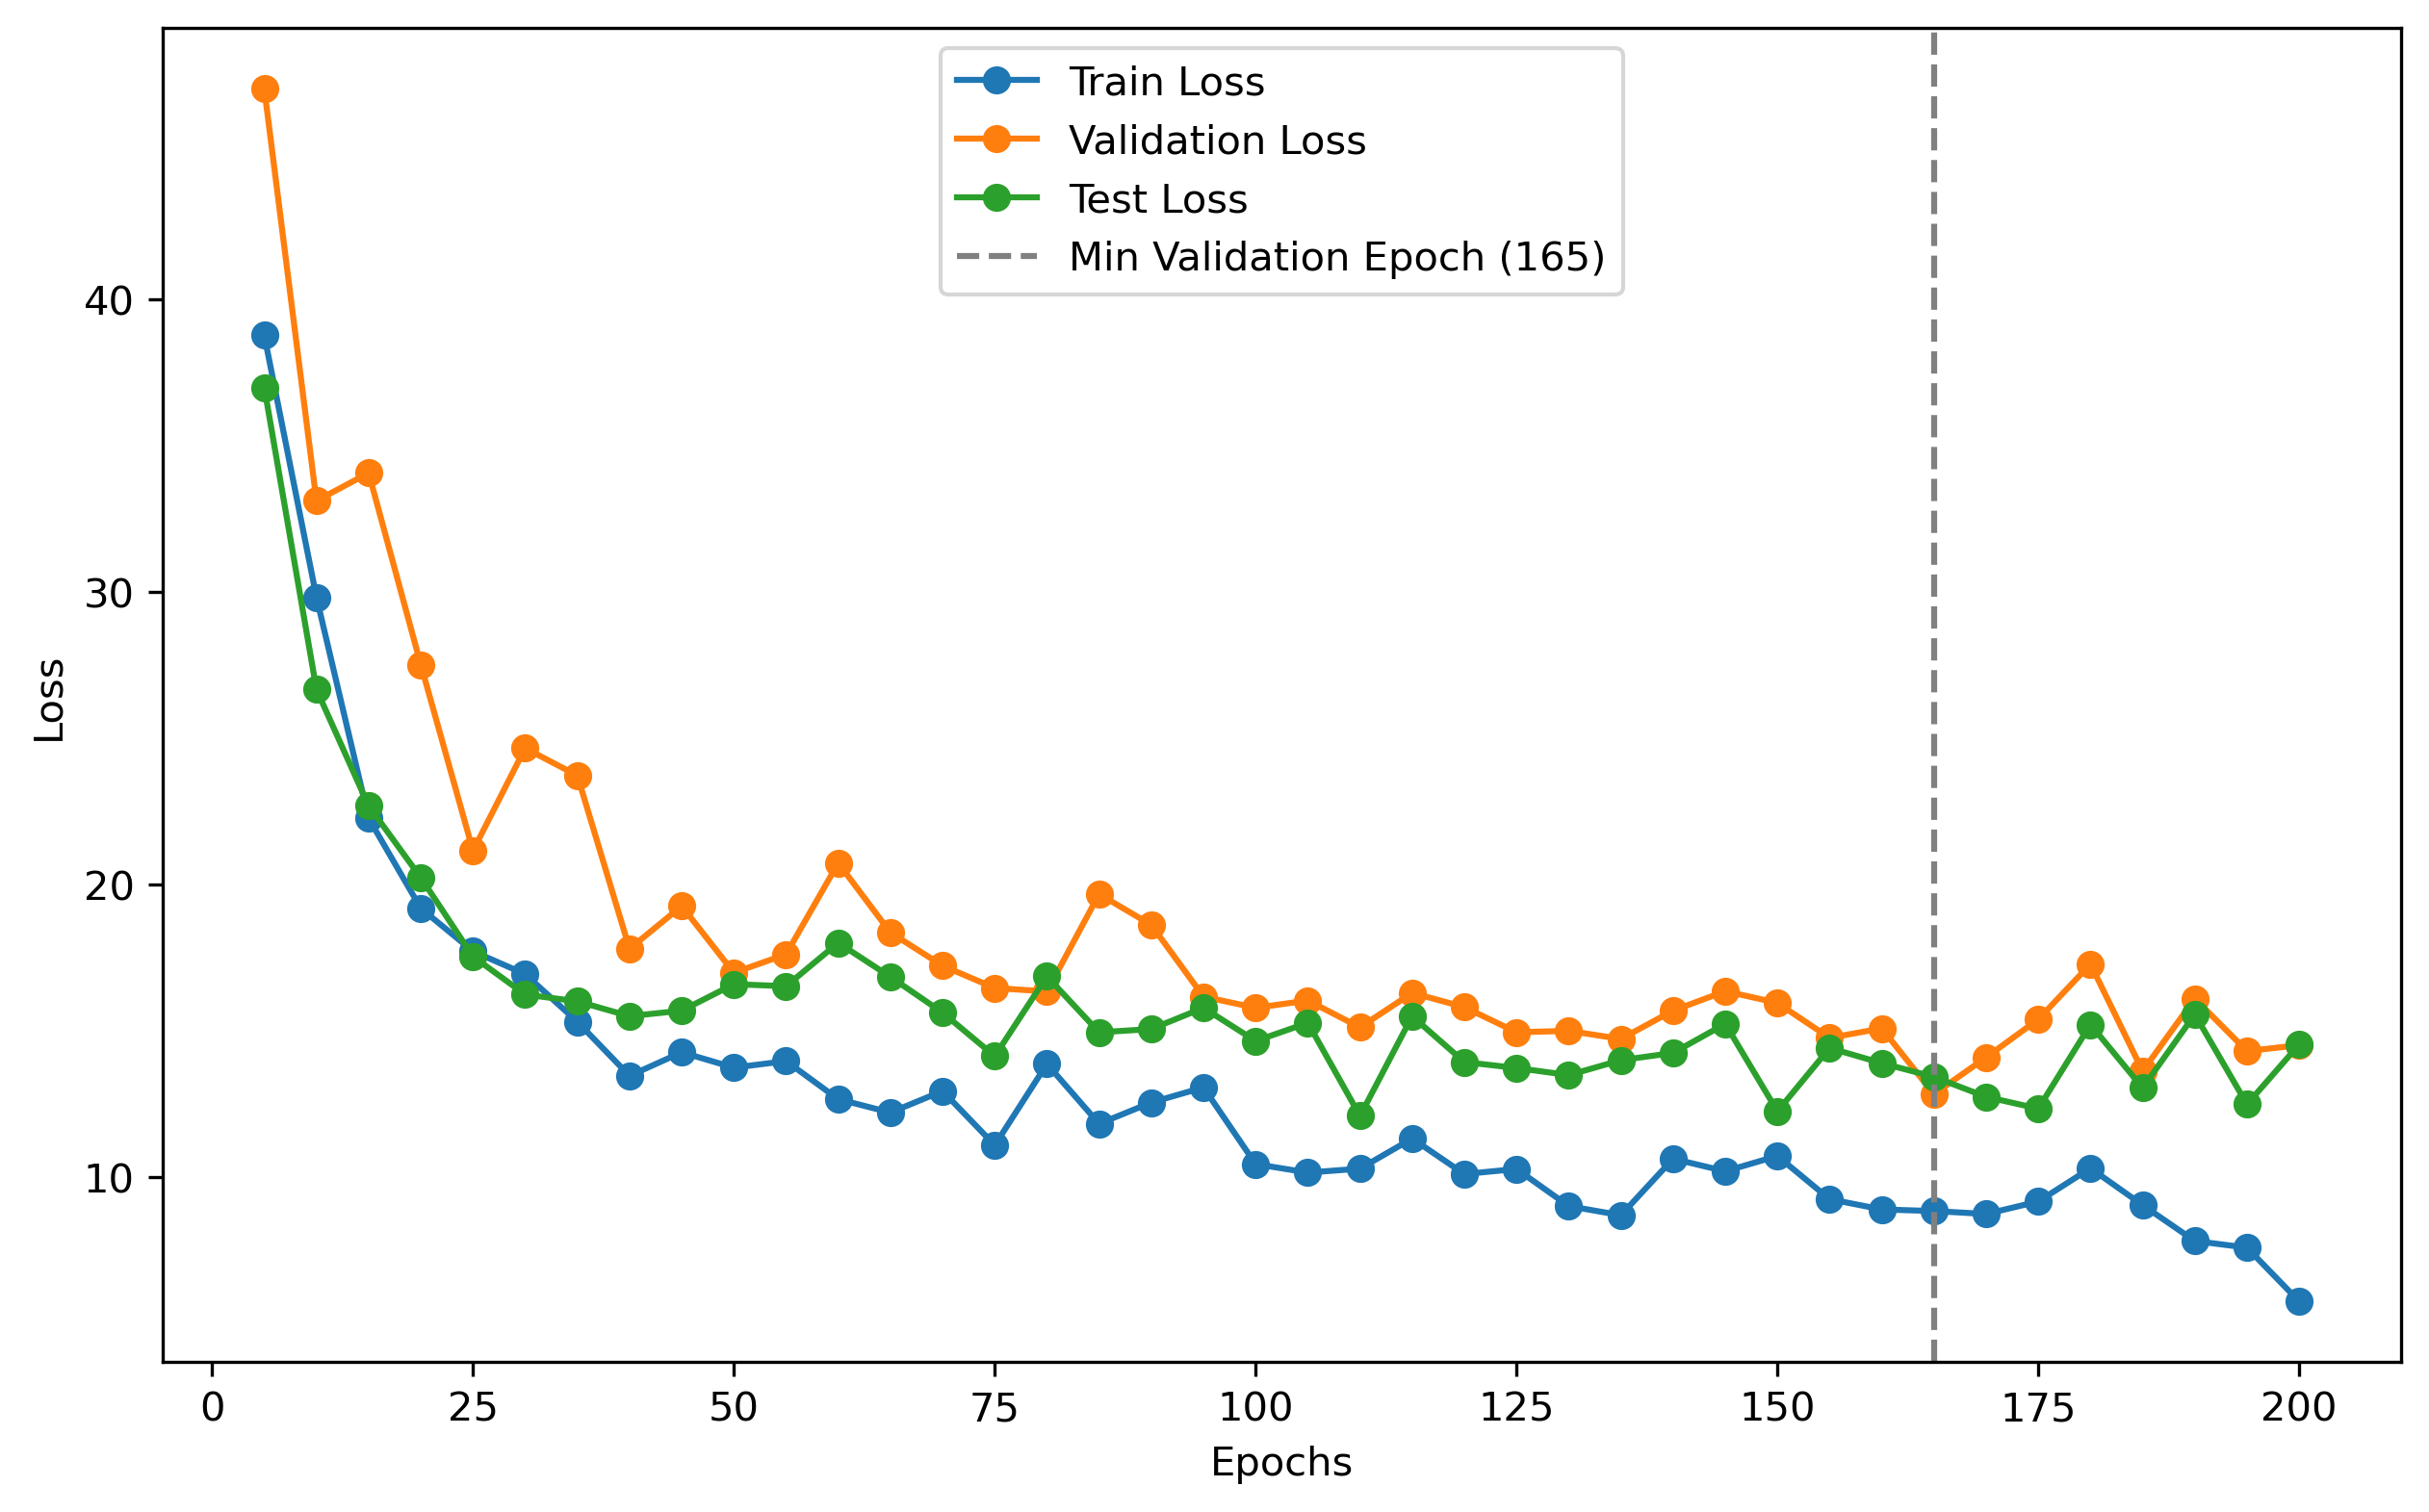 Train Loss
Validation Loss
Test Loss
Min Validation Epoch (165)
40
30
20
10
Loss
0 25 50 75 100 125 150 175 200
Epochs